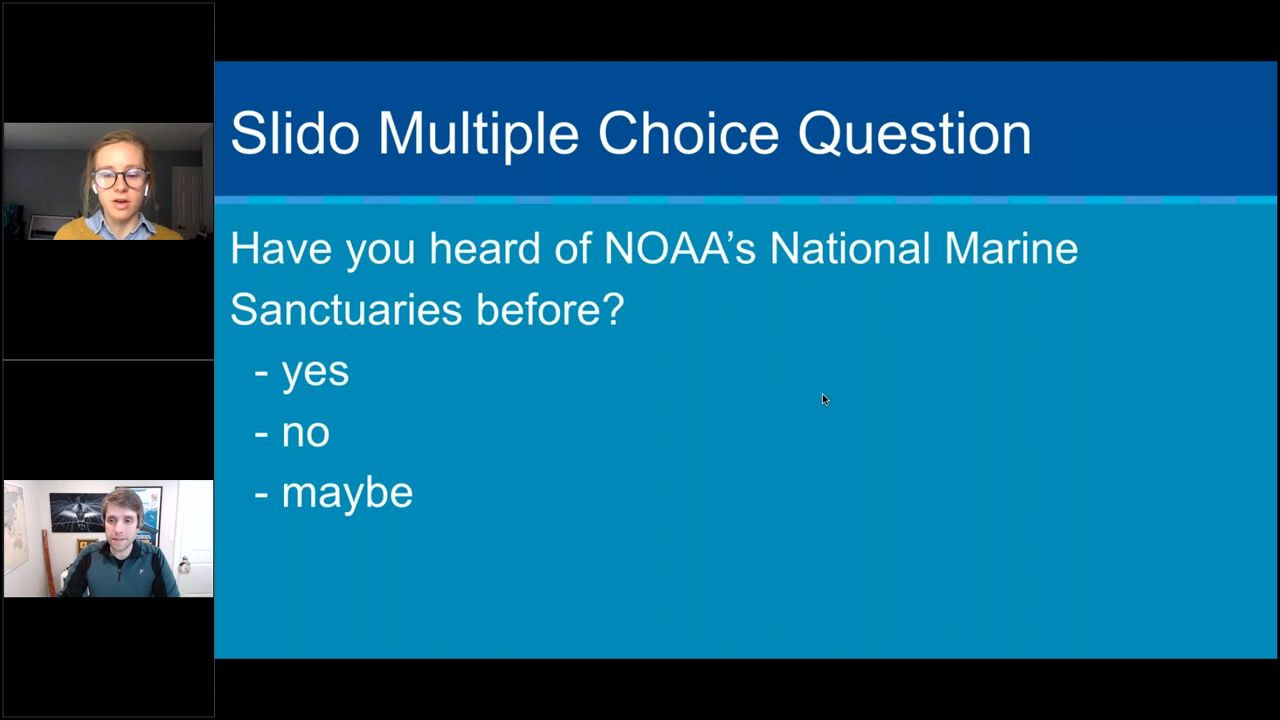 Slido Multiple Choice Question
Have you heard of NOAA’s National Marine
Sanctuaries before?
- yes
- no
- maybe